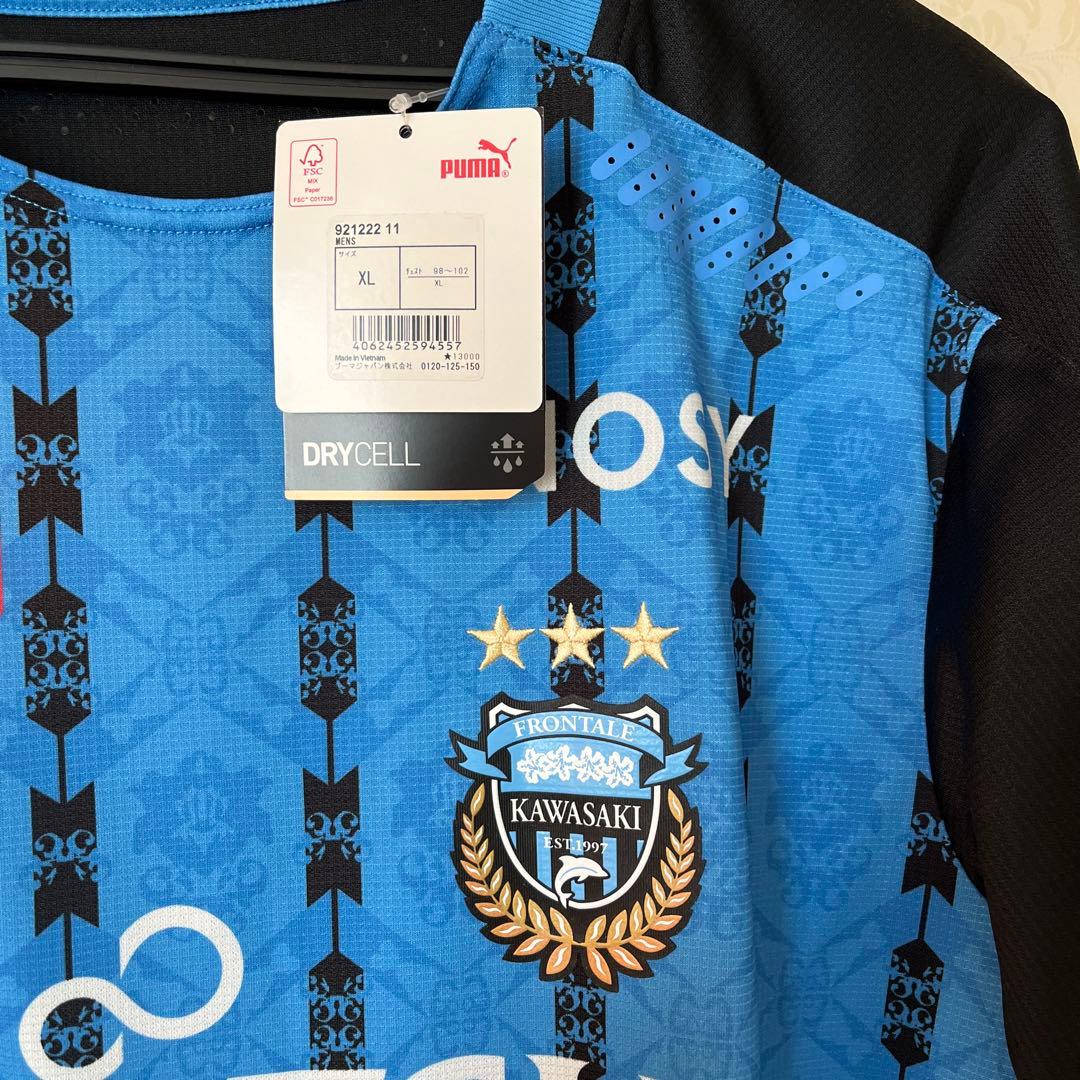 FSC
MIX
Paper
FSC® C017236
PUMA®
921222 11
MENS
サイズ
XL
チェスト 98～102
XL
4062452594557
Made in Vietnam
★13000
プーマジャパン株式会社 0120-125-150
DRYCELL
OSY
FRONTALE
KAWASAKI
EST.1997